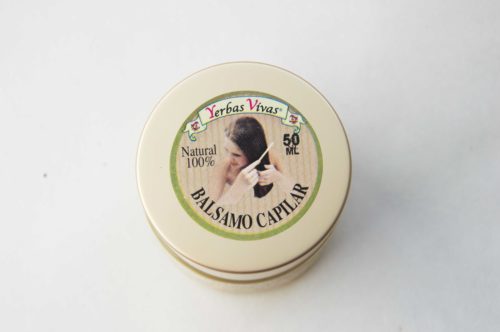 Yerbas Vivas®
Natural
100%
50
ML
BALSAMO CAPILAR